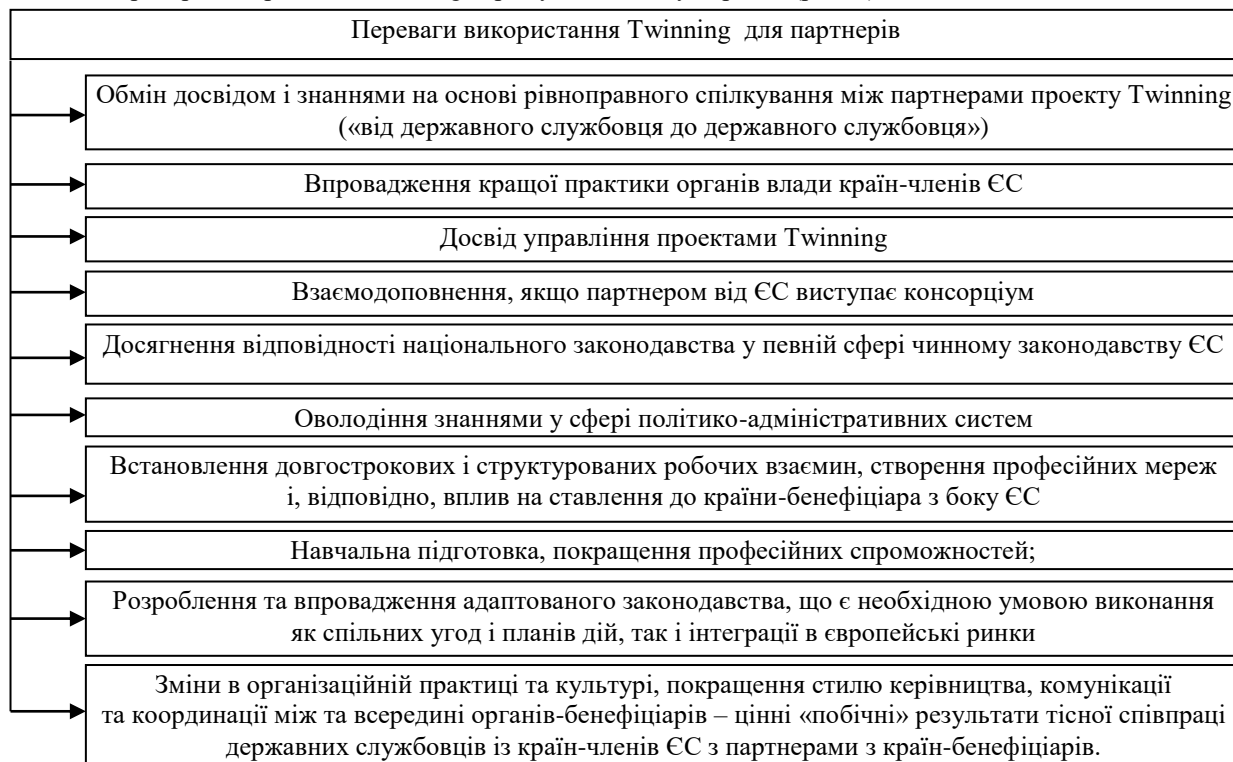 Переваги використання Twinning для партнерів
Обмін досвідом і знаннями на основі рівноправного спілкування між партнерами проекту Twinning
(«від державного службовця до державного службовця»)
Впровадження кращої практики органів влади країн-членів ЄС
Досвід управління проектами Twinning
Взаємодоповнення, якщо партнером від ЄС виступає консорціум
Досягнення відповідності національного законодавства у певній сфері чинному законодавству ЄС
Оволодіння знаннями у сфері політико-адміністративних систем
Встановлення довгострокових і структурованих робочих взаємин, створення професійних мереж
і, відповідно, вплив на ставлення до країни-бенефіціара з боку ЄС
Навчальна підготовка, покращення професійних спроможностей;
Розроблення та впровадження адаптованого законодавства, що є необхідною умовою виконання
як спільних угод і планів дій, так і інтеграції в європейські ринки
Зміни в організаційній практиці та культурі, покращення стилю керівництва, комунікації
та координації між та всередині органів-бенефіціарів – цінні «побічні» результати тісної співпраці
державних службовців із країн-членів ЄС з партнерами з країн-бенефіціарів.